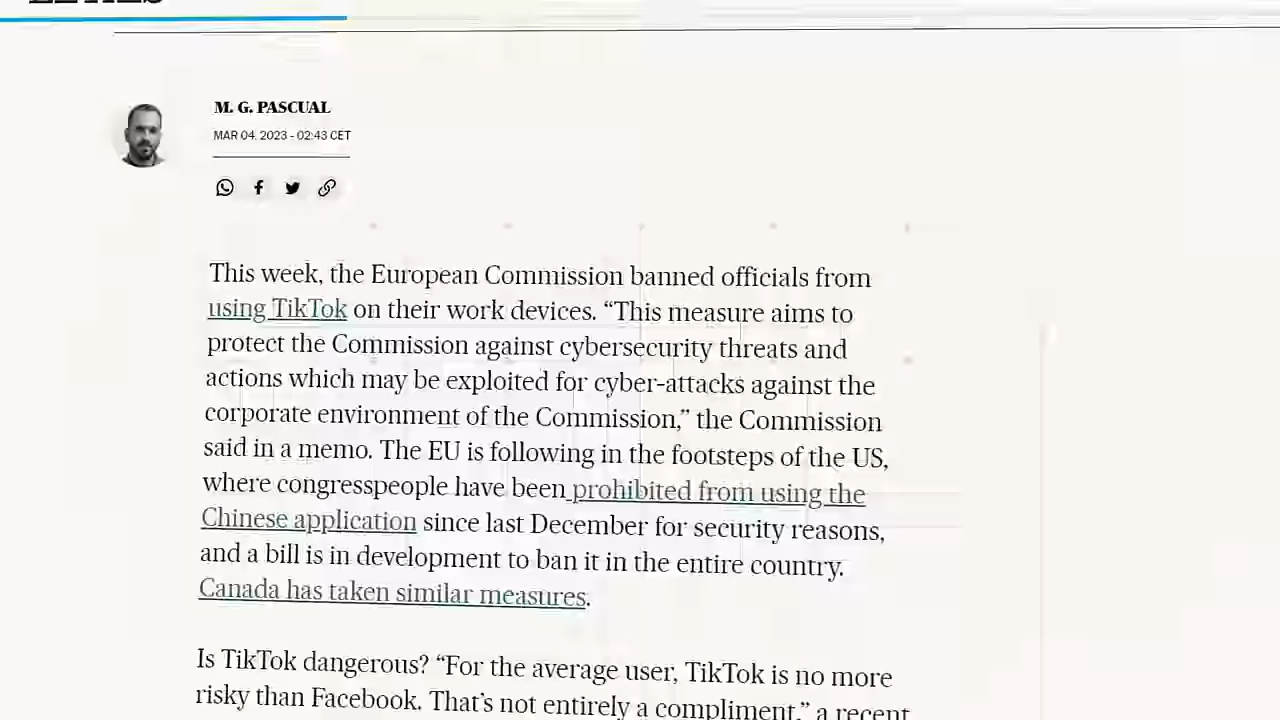 M. G. PASCUAL
MAR 04, 2023 - 02:43 CET
This week, the European Commission banned officials from
using TikTok on their work devices. “This measure aims to
protect the Commission against cybersecurity threats and
actions which may be exploited for cyber-attacks against the
corporate environment of the Commission,” the Commission
said in a memo. The EU is following in the footsteps of the US,
where congresspeople have been prohibited from using the
Chinese application since last December for security reasons,
and a bill is in development to ban it in the entire country.
Canada has taken similar measures.
Is TikTok dangerous? “For the average user, TikTok is no more
risky than Facebook. That’s not entirely a compliment,” a recent